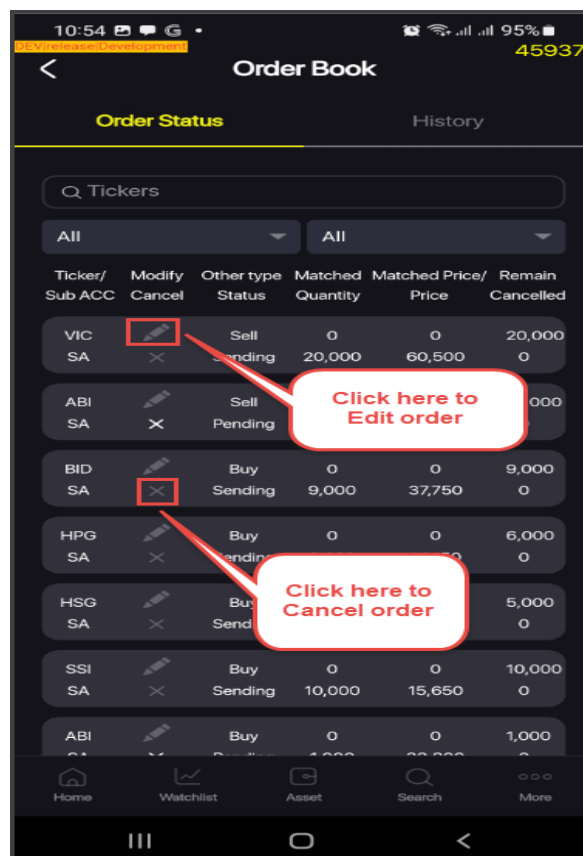 10:54 G 95%
DEV|release|Development
45937
Order Book
Order Status History
Tickers
All All
Ticker/ Modify Other type Matched Matched Price/ Remain
Sub ACC Cancel Status Quantity Price Cancelled
VIC Sell 0 0 20,000
SA Sending 20,000 60,500 0
Click here to
Edit order
ABI Sell 000
SA Pending
BID Buy 0 0 9,000
SA Sending 9,000 37,750 0
HPG Buy 0 0 6,000
SA
Click here to
Cancel order
HSG 5,000
SA 0
SSI Buy 0 0 10,000
SA Sending 10,000 15,650 0
ABI Buy 0 0 1,000
Home Watchlist Asset Search More